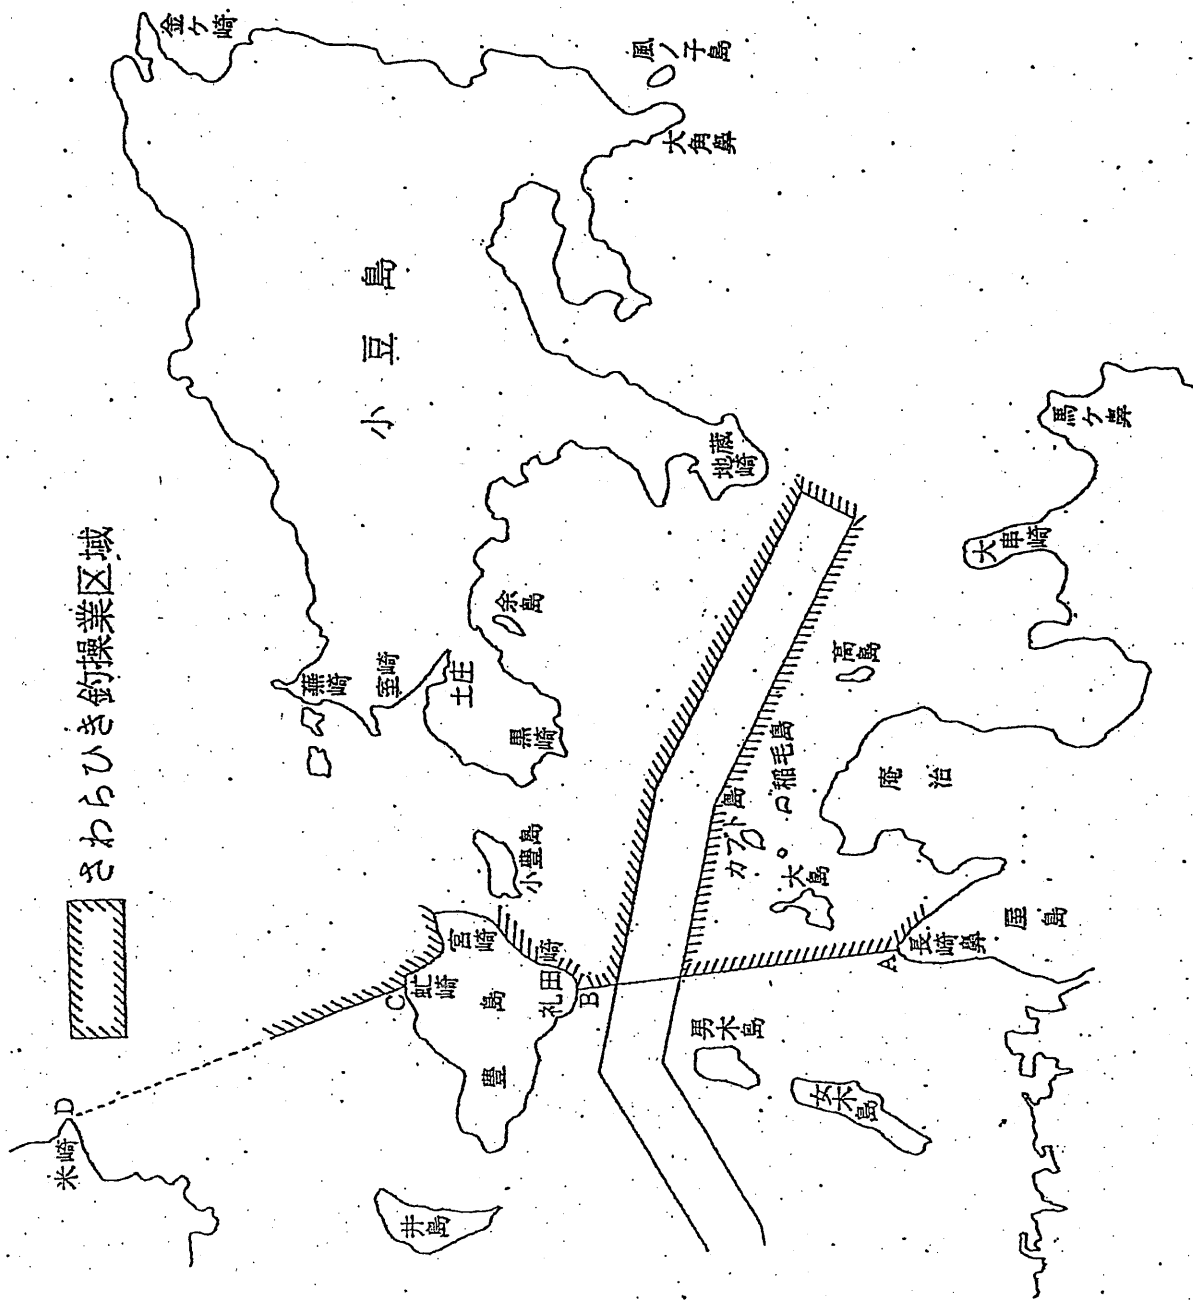 さわらひき釣操業区域
米崎
D
井島
豊島
C
虻崎
宮崎
礼田崎
B
小豊島
男木島
女木島
A
長崎鼻
屋島
大島
カブト島
稲毛島
庵治
高島
蕪崎
室崎
土庄
黒崎
余島
小豆島
地蔵崎
大串崎
馬ケ鼻
大角鼻
風ノ子島
金ケ崎